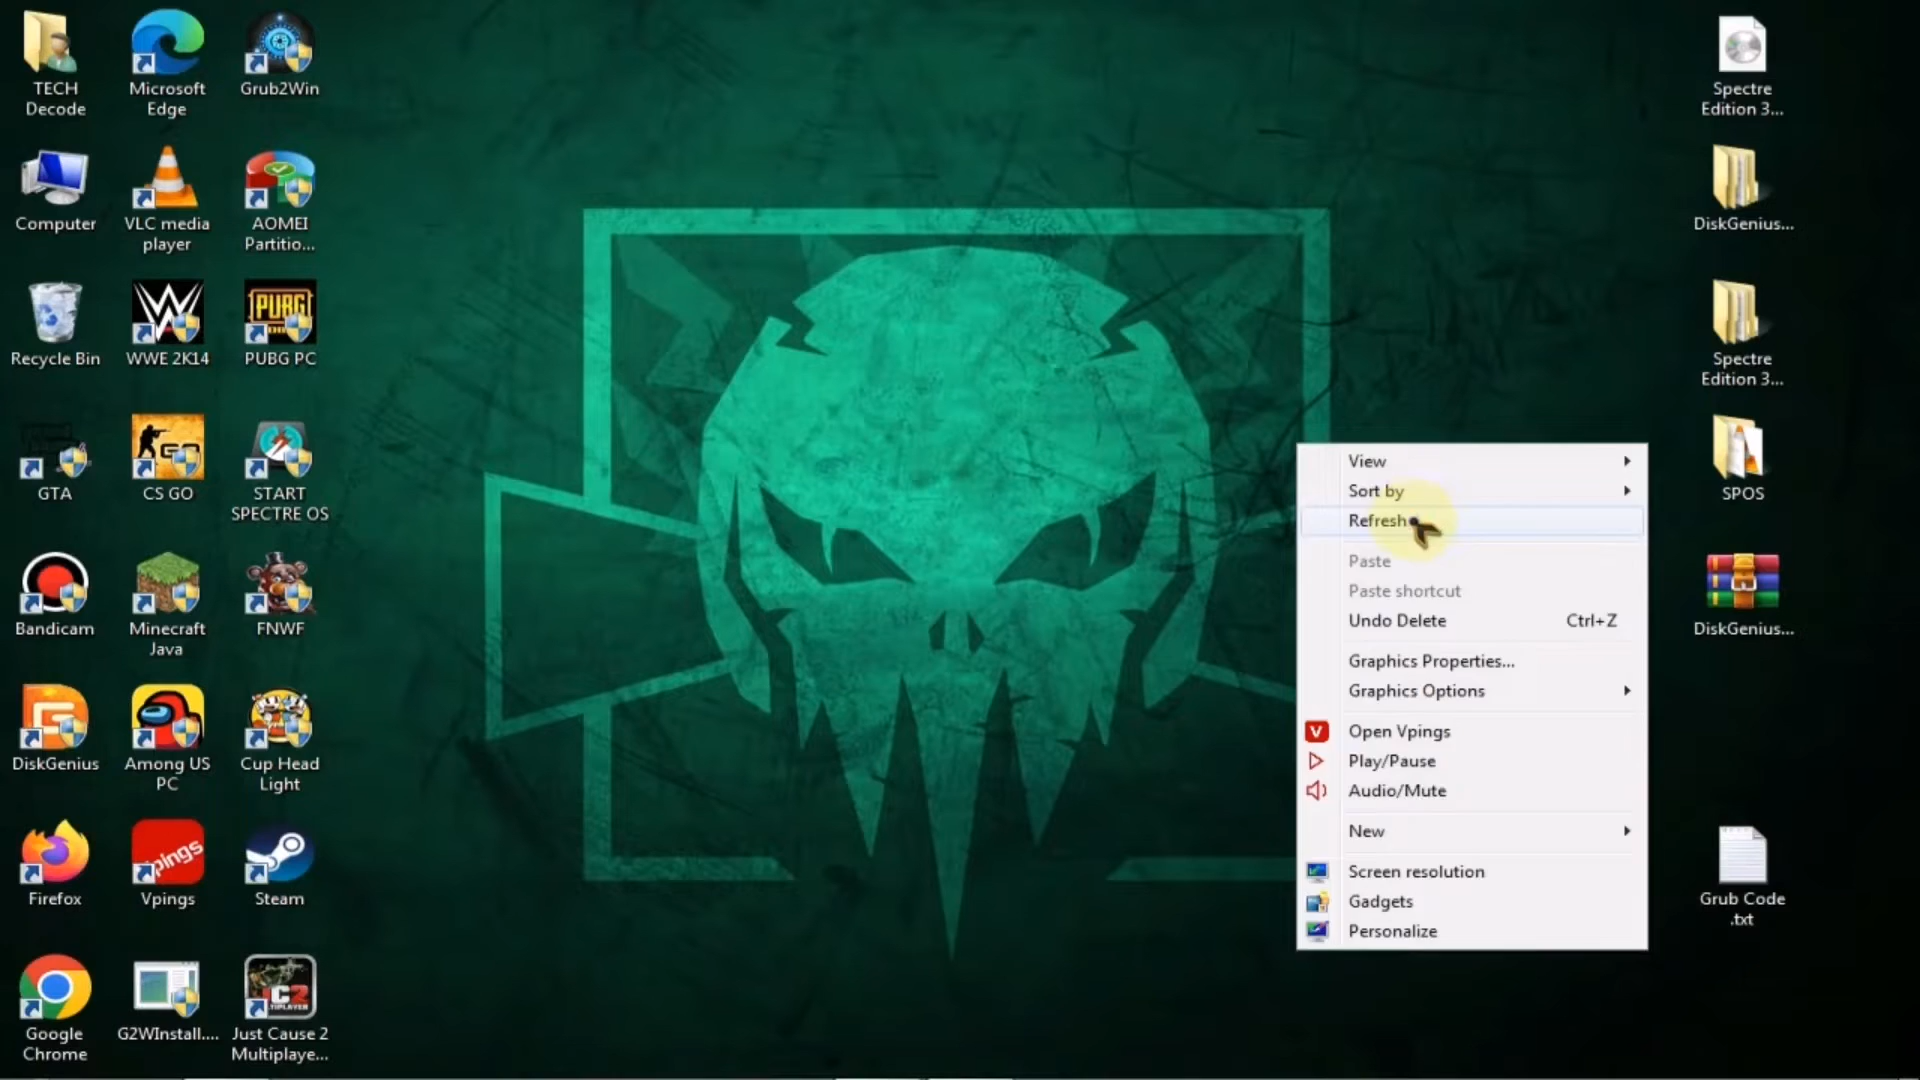 TECH
Decode
Microsoft
Edge
Grub2Win
Computer
VLC media
player
AOMEI
Partitio...
Recycle Bin
WWE 2K14
PUBG
PUBG PC
GTA
GO
CS GO
START
SPECTRE OS
Bandicam
Minecraft
Java
FNWF
DiskGenius
Among US
PC
Cup Head
Light
Firefox
Vpings
Vpings
Steam
Google
Chrome
G2WInstall....
JC2
Just Cause 2
Multiplaye...
View
Sort by
Refresh
Paste
Paste shortcut
Undo Delete Ctrl+Z
Graphics Properties...
Graphics Options
V Open Vpings
Play/Pause
Audio/Mute
New
Screen resolution
Gadgets
Personalize
Spectre
Edition 3...
DiskGenius...
Spectre
Edition 3...
SPOS
DiskGenius...
Grub Code
.txt